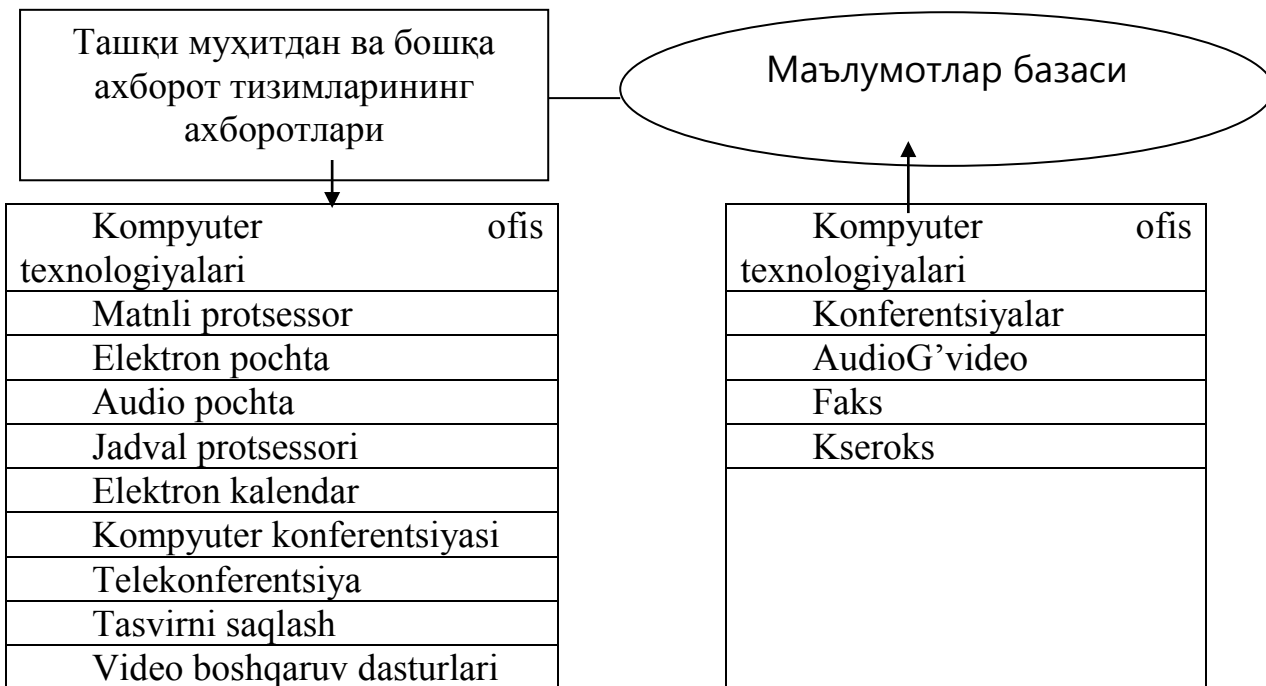 Ташқи муҳитдан ва бошқа
ахборот тизимларининг
ахборотлари
Маълумотлар базаси
Kompyuter ofis
texnologiyalari
Matnli protsessor
Elektron pochta
Audio pochta
Jadval protsessori
Elektron kalendar
Kompyuter konferentsiyasi
Telekonferentsiya
Tasvirni saqlash
Video boshqaruv dasturlari
Kompyuter ofis
texnologiyalari
Konferentsiyalar
AudioG’video
Faks
Kseroks